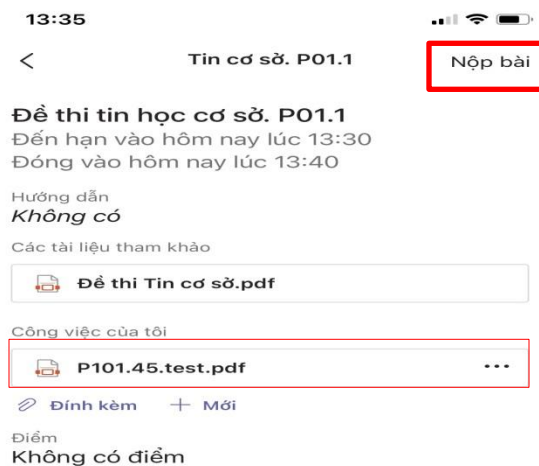 13:35
Tin cơ sở. P01.1
Nộp bài
Đề thi tin học cơ sở. P01.1
Đến hạn vào hôm nay lúc 13:30
Đóng vào hôm nay lúc 13:40
Hướng dẫn
Không có
Các tài liệu tham khảo
Đề thi Tin cơ sở.pdf
Công việc của tôi
P101.45.test.pdf
Đính kèm + Mới
Điểm
Không có điểm